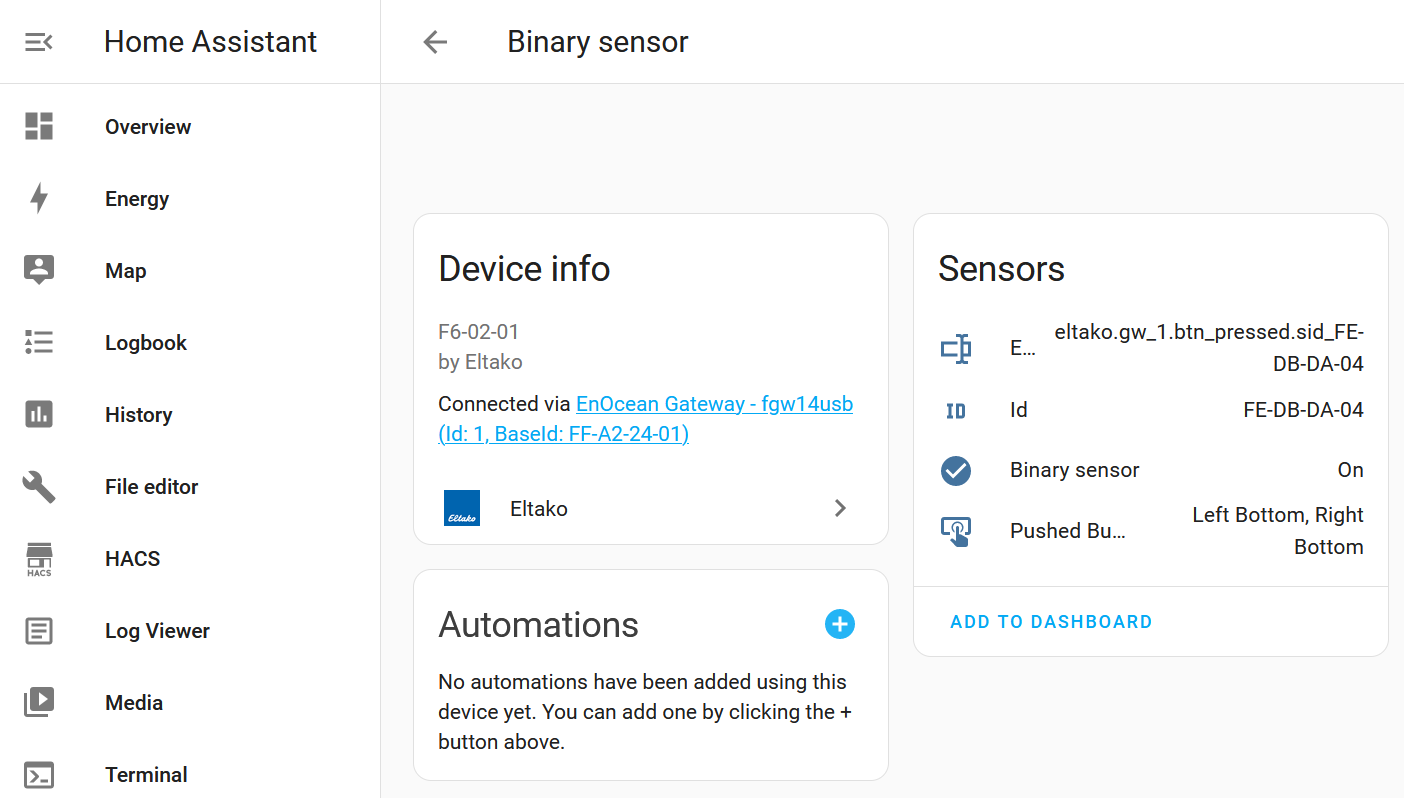 Home Assistant
Binary sensor
Overview
Energy
Map
Logbook
History
File editor
HACS
HACS
Log Viewer
Media
Terminal
Device info
F6-02-01
by Eltako
Connected via EnOcean Gateway - fgw14usb
(Id: 1, BaseId: FF-A2-24-01)
Eltako
Eltako
Automations
No automations have been added using this
device yet. You can add one by clicking the +
button above.
Sensors
E...
eltako.gw_1.btn_pressed.sid_FE-
DB-DA-04
ID
Id
FE-DB-DA-04
Binary sensor
On
Pushed Bu...
Left Bottom, Right
Bottom
ADD TO DASHBOARD